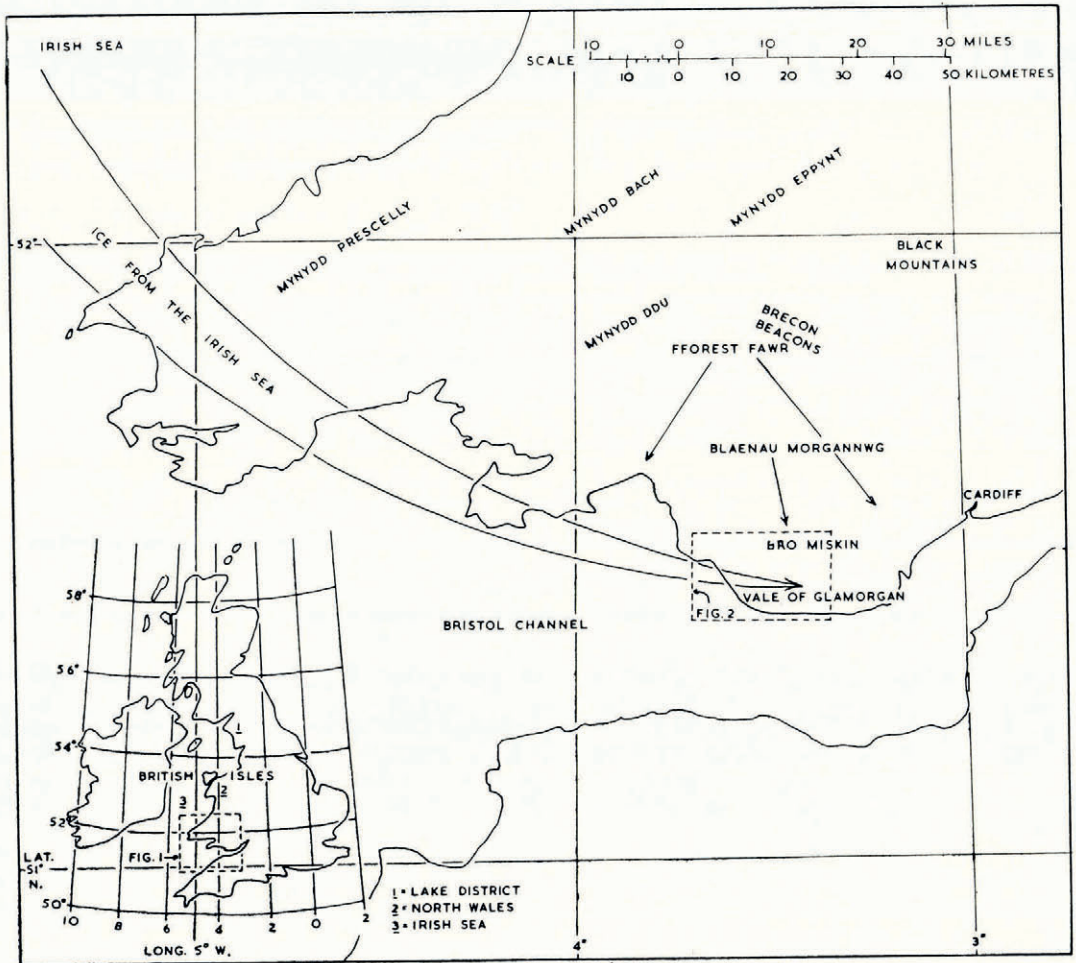 IRISH SEA
10 0 10 20 30 MILES
SCALE
10 0 10 20 30 40 50 KILOMETRES
MYNYDD PRESCELLY
MYNYDD BACH
MYNYDD EPPYNT
52°
BLACK
MOUNTAINS
ICE FROM THE IRISH SEA
MYNYDD DDU
BRECON
BEACONS
FFOREST FAWR
BLAENAU MORGANNWG
CARDIFF
BRO MISKIN
VALE OF GLAMORGAN
FIG. 2
BRISTOL CHANNEL
58°
56°
54°
1
BRITISH ISLES
2
3
52°
FIG. 1
LAT.
51°
N.
50°
10 8 6 4 2 0 2
LONG. 5° W.
1 = LAKE DISTRICT
2 = NORTH WALES
3 = IRISH SEA
4°
3°